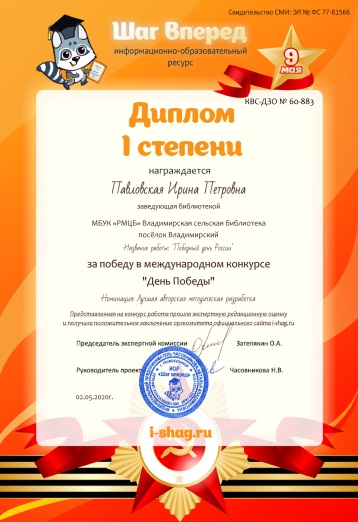 Свидетельство СМИ: ЭЛ № ФС 77-61566
Шаг Вперед
информационно-образовательный
ресурс
9
мая
КВС-ДЗО № 60-883
Диплом
I степени
награждается
Павловская Ирина Петровна
заведующая библиотекой
МБУК «РМЦБ» Владимирская сельская библиотека
посёлок Владимирский
Название работы: "Победный день России"
за победу в международном конкурсе
"День Победы"
Номинация: Лучшая авторская методическая разработка
Представленная на конкурс работа прошла экспертную редакционную оценку
и получила положительное заключение оргкомитета официального сайта i-shag.ru
Председатель экспертной комиссии Затепякин О.А.
Руководитель проекта Часовникова Н.В.
ИОР
«Шаг вперед»
02.05.2020г.
i-shag.ru